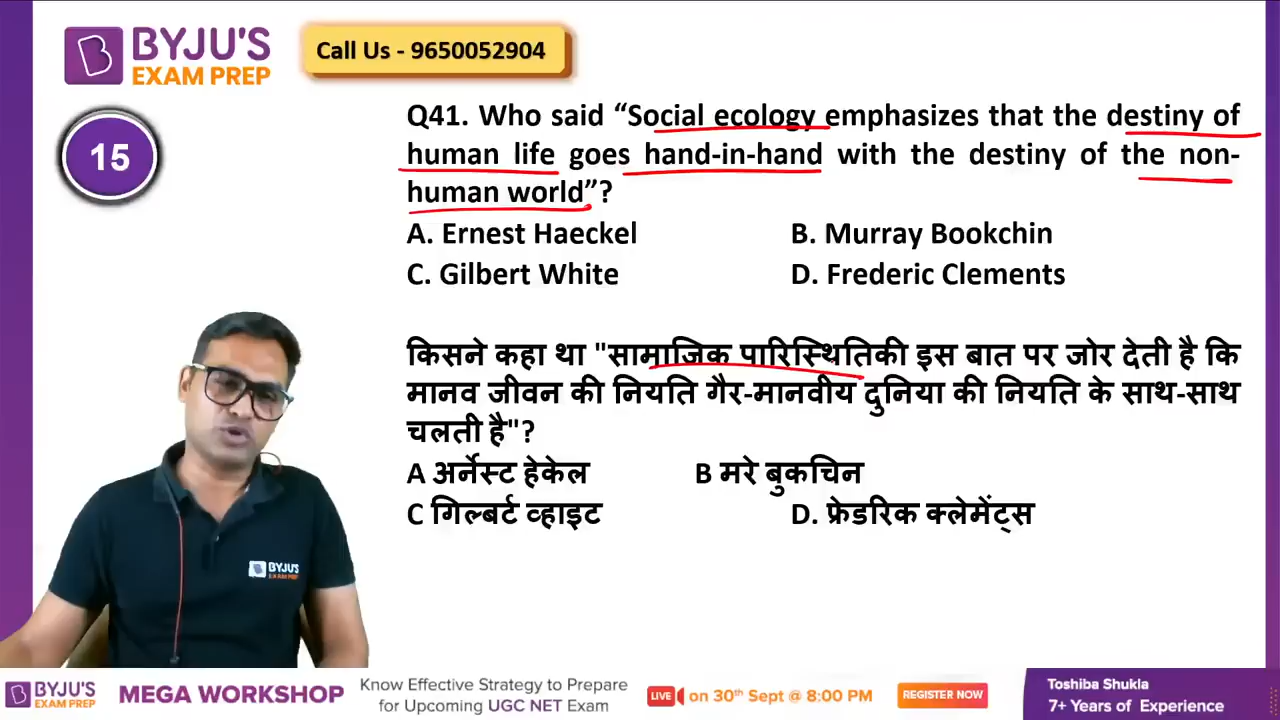 BYJU'S
EXAM PREP
Call Us - 9650052904
15
Q41. Who said “Social ecology emphasizes that the destiny of
human life goes hand-in-hand with the destiny of the non-
human world”?
A. Ernest Haeckel B. Murray Bookchin
C. Gilbert White D. Frederic Clements
किसने कहा था "सामाजिक पारिस्थितिकी इस बात पर जोर देती है कि
मानव जीवन की नियति गैर-मानवीय दुनिया की नियति के साथ-साथ
चलती है"?
A अर्नेस्ट हेकेल B मरे बुकचिन
C गिल्बर्ट व्हाइट D. फ्रेडरिक क्लेमेंट्स
BYJU'S
EXAM PREP
BYJU'S
EXAM PREP
MEGA WORKSHOP
Know Effective Strategy to Prepare
for Upcoming UGC NET Exam
LIVE on 30th Sept @ 8:00 PM
REGISTER NOW
Toshiba Shukla
7+ Years of Experience